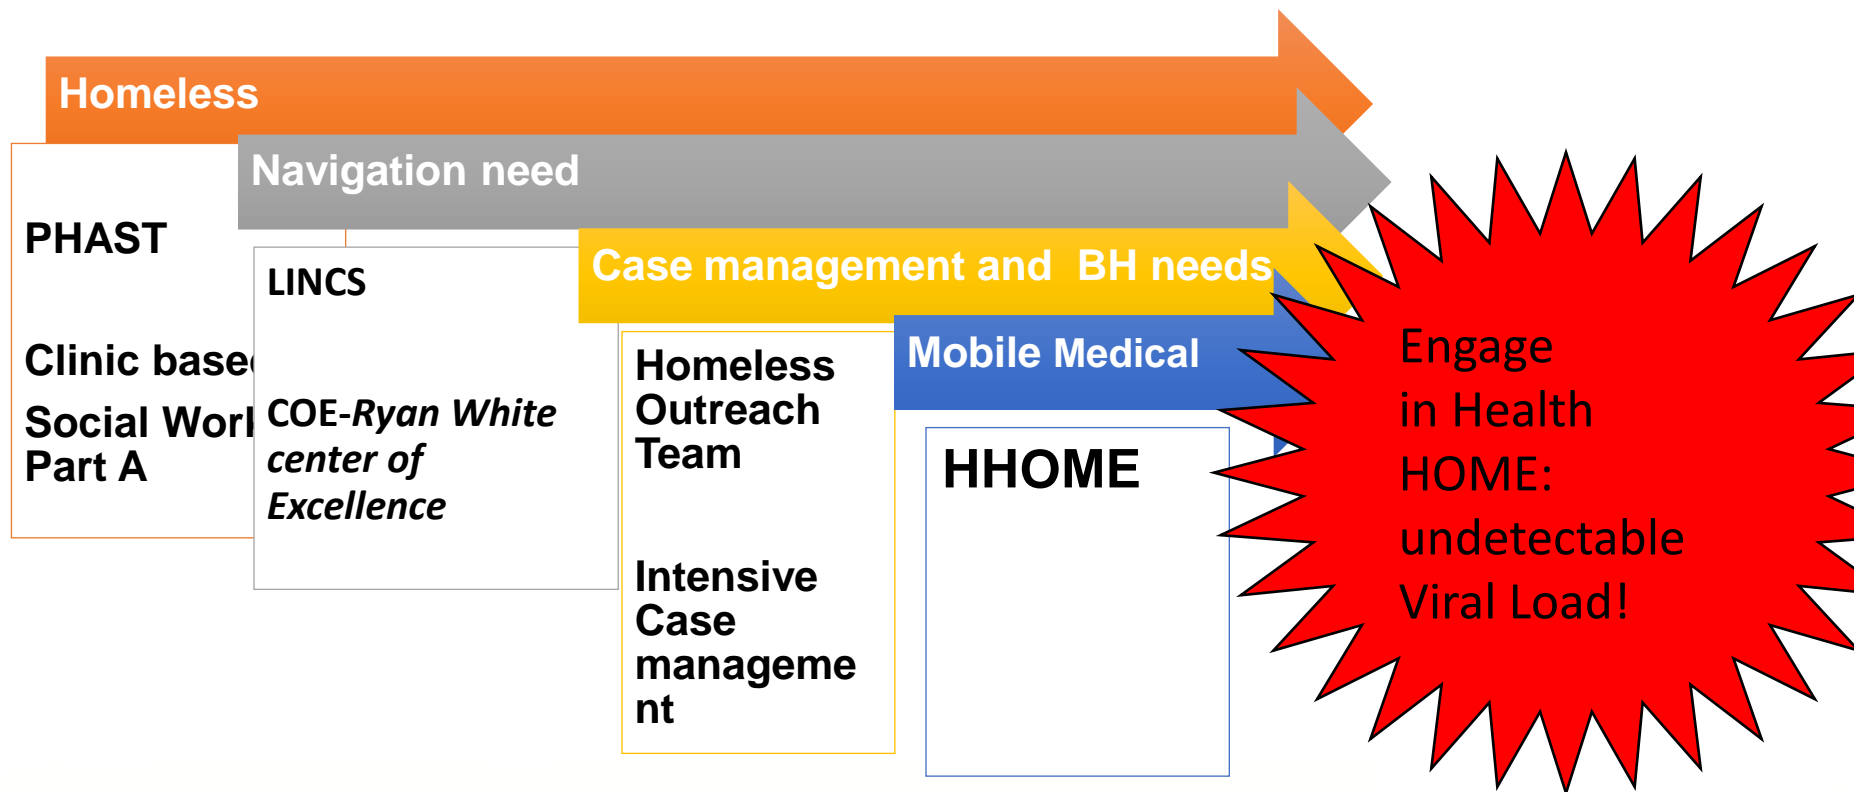 Homeless
Navigation need
Case management and BH needs
Mobile Medical
PHAST
Clinic base
Social Wor
Part A
LINCS
COE-Ryan White
center of
Excellence
Homeless
Outreach
Team
Intensive
Case
manageme
nt
HHOME
Engage
in Health
HOME:
undetectable
Viral Load!